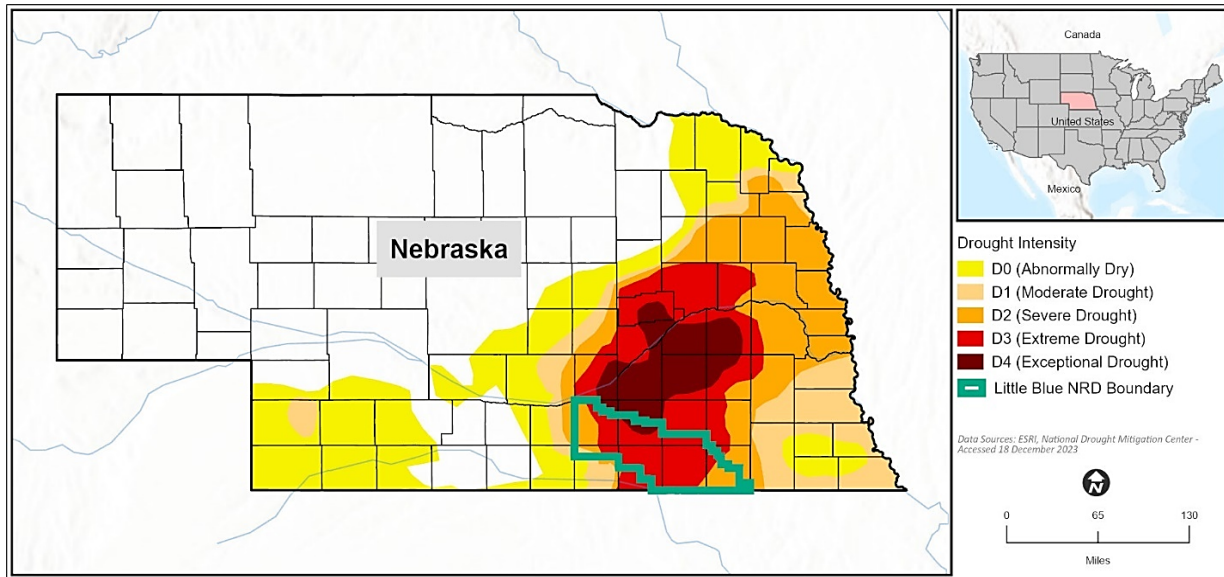 Nebraska
Canada
United States
Mexico
Drought Intensity
D0 (Abnormally Dry)
D1 (Moderate Drought)
D2 (Severe Drought)
D3 (Extreme Drought)
D4 (Exceptional Drought)
Little Blue NRD Boundary
Data Sources: ESRI, National Drought Mitigation Center -
Accessed 18 December 2023
N
0 65 130
Miles